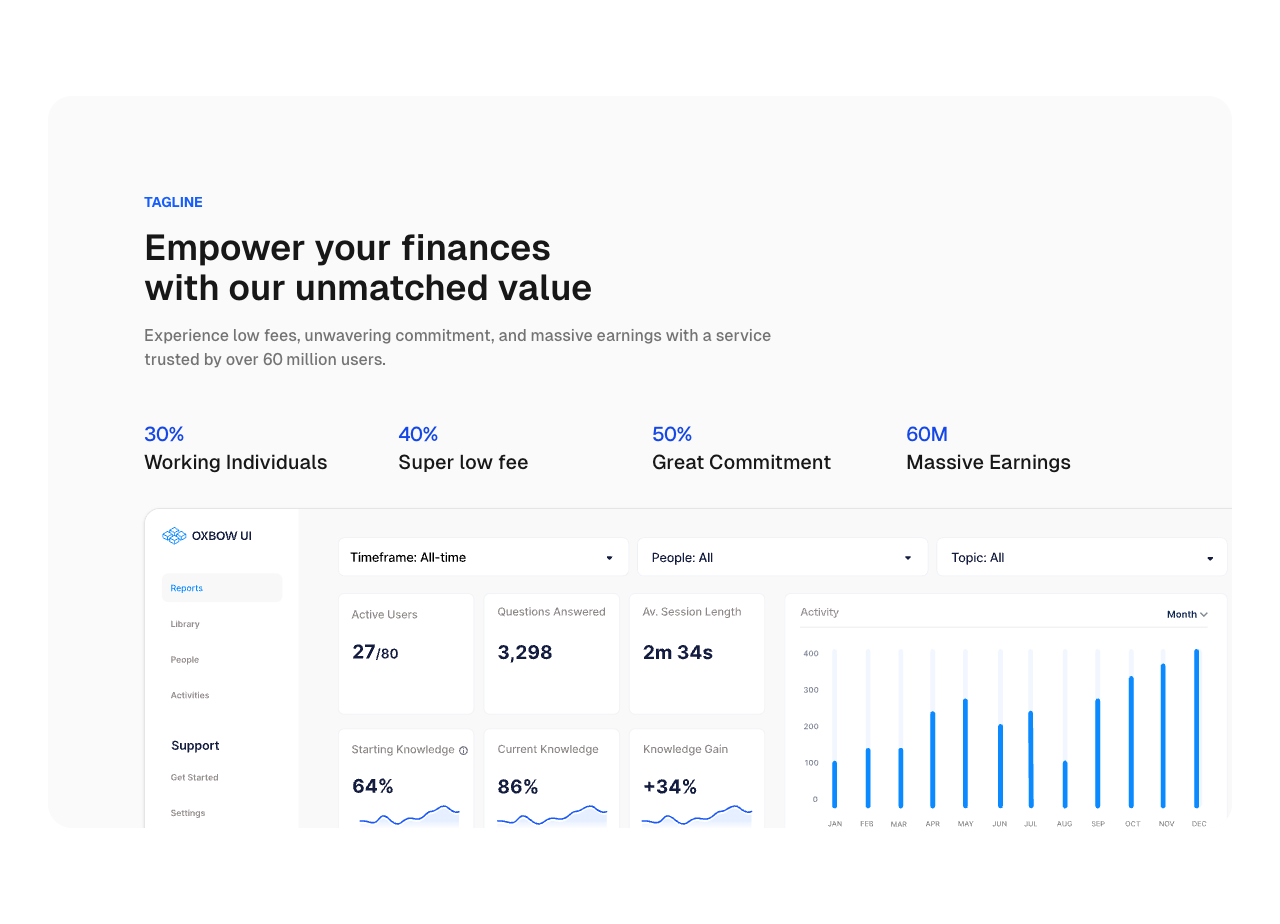 TAGLINE
Empower your finances
with our unmatched value
Experience low fees, unwavering commitment, and massive earnings with a service
trusted by over 60 million users.
30%
Working Individuals
40%
Super low fee
50%
Great Commitment
60M
Massive Earnings
OXBOW UI
Reports
Library
People
Activities
Support
Get Started
Settings
Timeframe: All-time
People: All
Topic: All
Active Users
27/80
Questions Answered
3,298
Av. Session Length
2m 34s
Starting Knowledge
64%
Current Knowledge
86%
Knowledge Gain
+34%
Activity
Month
400
300
200
100
0
JAN FEB MAR APR MAY JUN JUL AUG SEP OCT NOV DEC